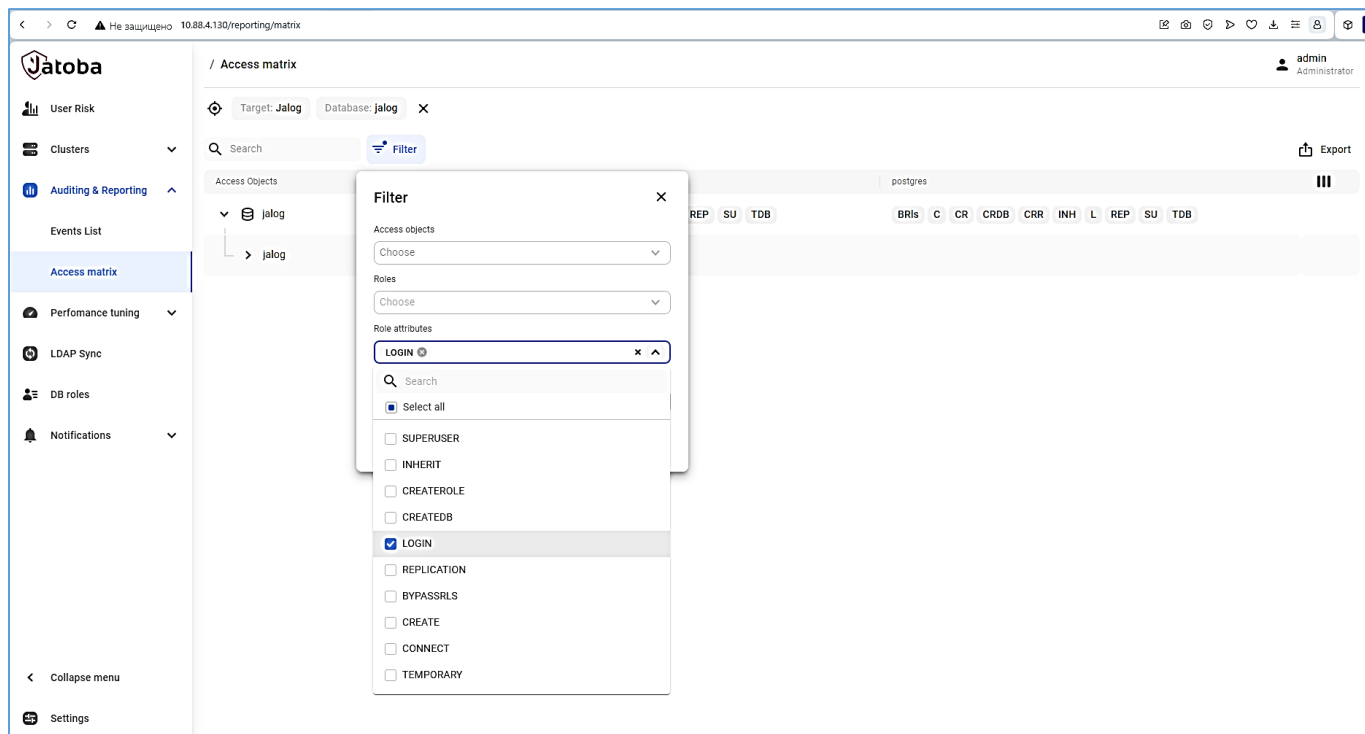 Не защищено 10.88.4.130/reporting/matrix
Jatoba
/ Access matrix
admin
Administrator
User Risk
Target: Jalog Database: jalog
Clusters
Search Filter Export
Auditing & Reporting
Access Objects postgres
Filter
jalog REP SU TDB BRls C CR CRDB CRR INH L REP SU TDB
Events List
Access objects
Choose
jalog
Access matrix
Roles
Choose
Perfomance tuning
Role attributes
LOGIN
LDAP Sync
Search
DB roles
Select all
Notifications
SUPERUSER
INHERIT
CREATEROLE
CREATEDB
LOGIN
REPLICATION
BYPASSRLS
CREATE
CONNECT
TEMPORARY
Collapse menu
Settings